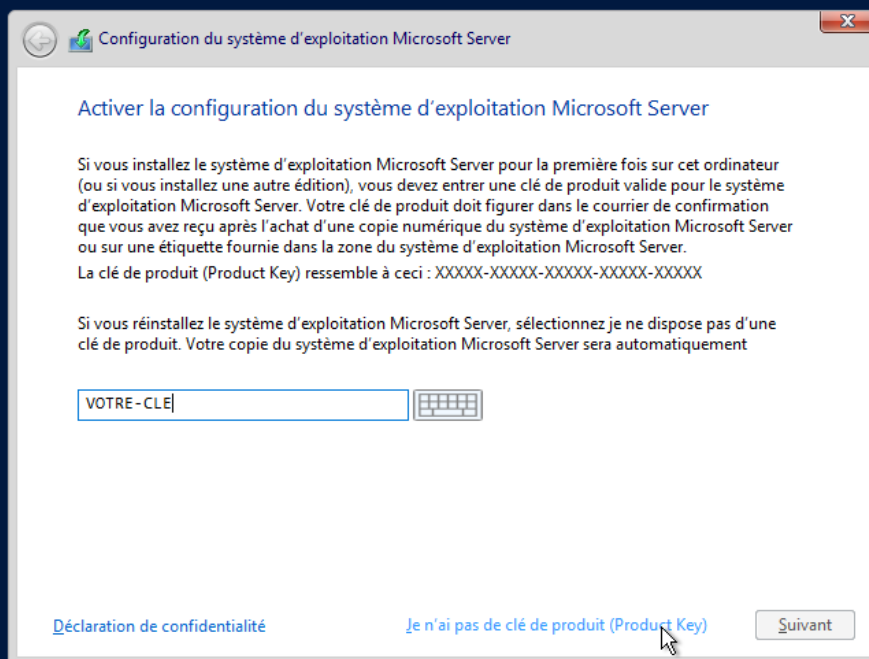 Configuration du système d'exploitation Microsoft Server
Activer la configuration du système d'exploitation Microsoft Server
Si vous installez le système d'exploitation Microsoft Server pour la première fois sur cet ordinateur
(ou si vous installez une autre édition), vous devez entrer une clé de produit valide pour le système
d'exploitation Microsoft Server. Votre clé de produit doit figurer dans le courrier de confirmation
que vous avez reçu après l'achat d'une copie numérique du système d'exploitation Microsoft Server
ou sur une étiquette fournie dans la zone du système d'exploitation Microsoft Server.
La clé de produit (Product Key) ressemble à ceci : XXXXX-XXXXX-XXXXX-XXXXX-XXXXX
Si vous réinstallez le système d'exploitation Microsoft Server, sélectionnez je ne dispose pas d'une
clé de produit. Votre copie du système d'exploitation Microsoft Server sera automatiquement
VOTRE-CLE
Déclaration de confidentialité
Je n'ai pas de clé de produit (Product Key)
Suivant